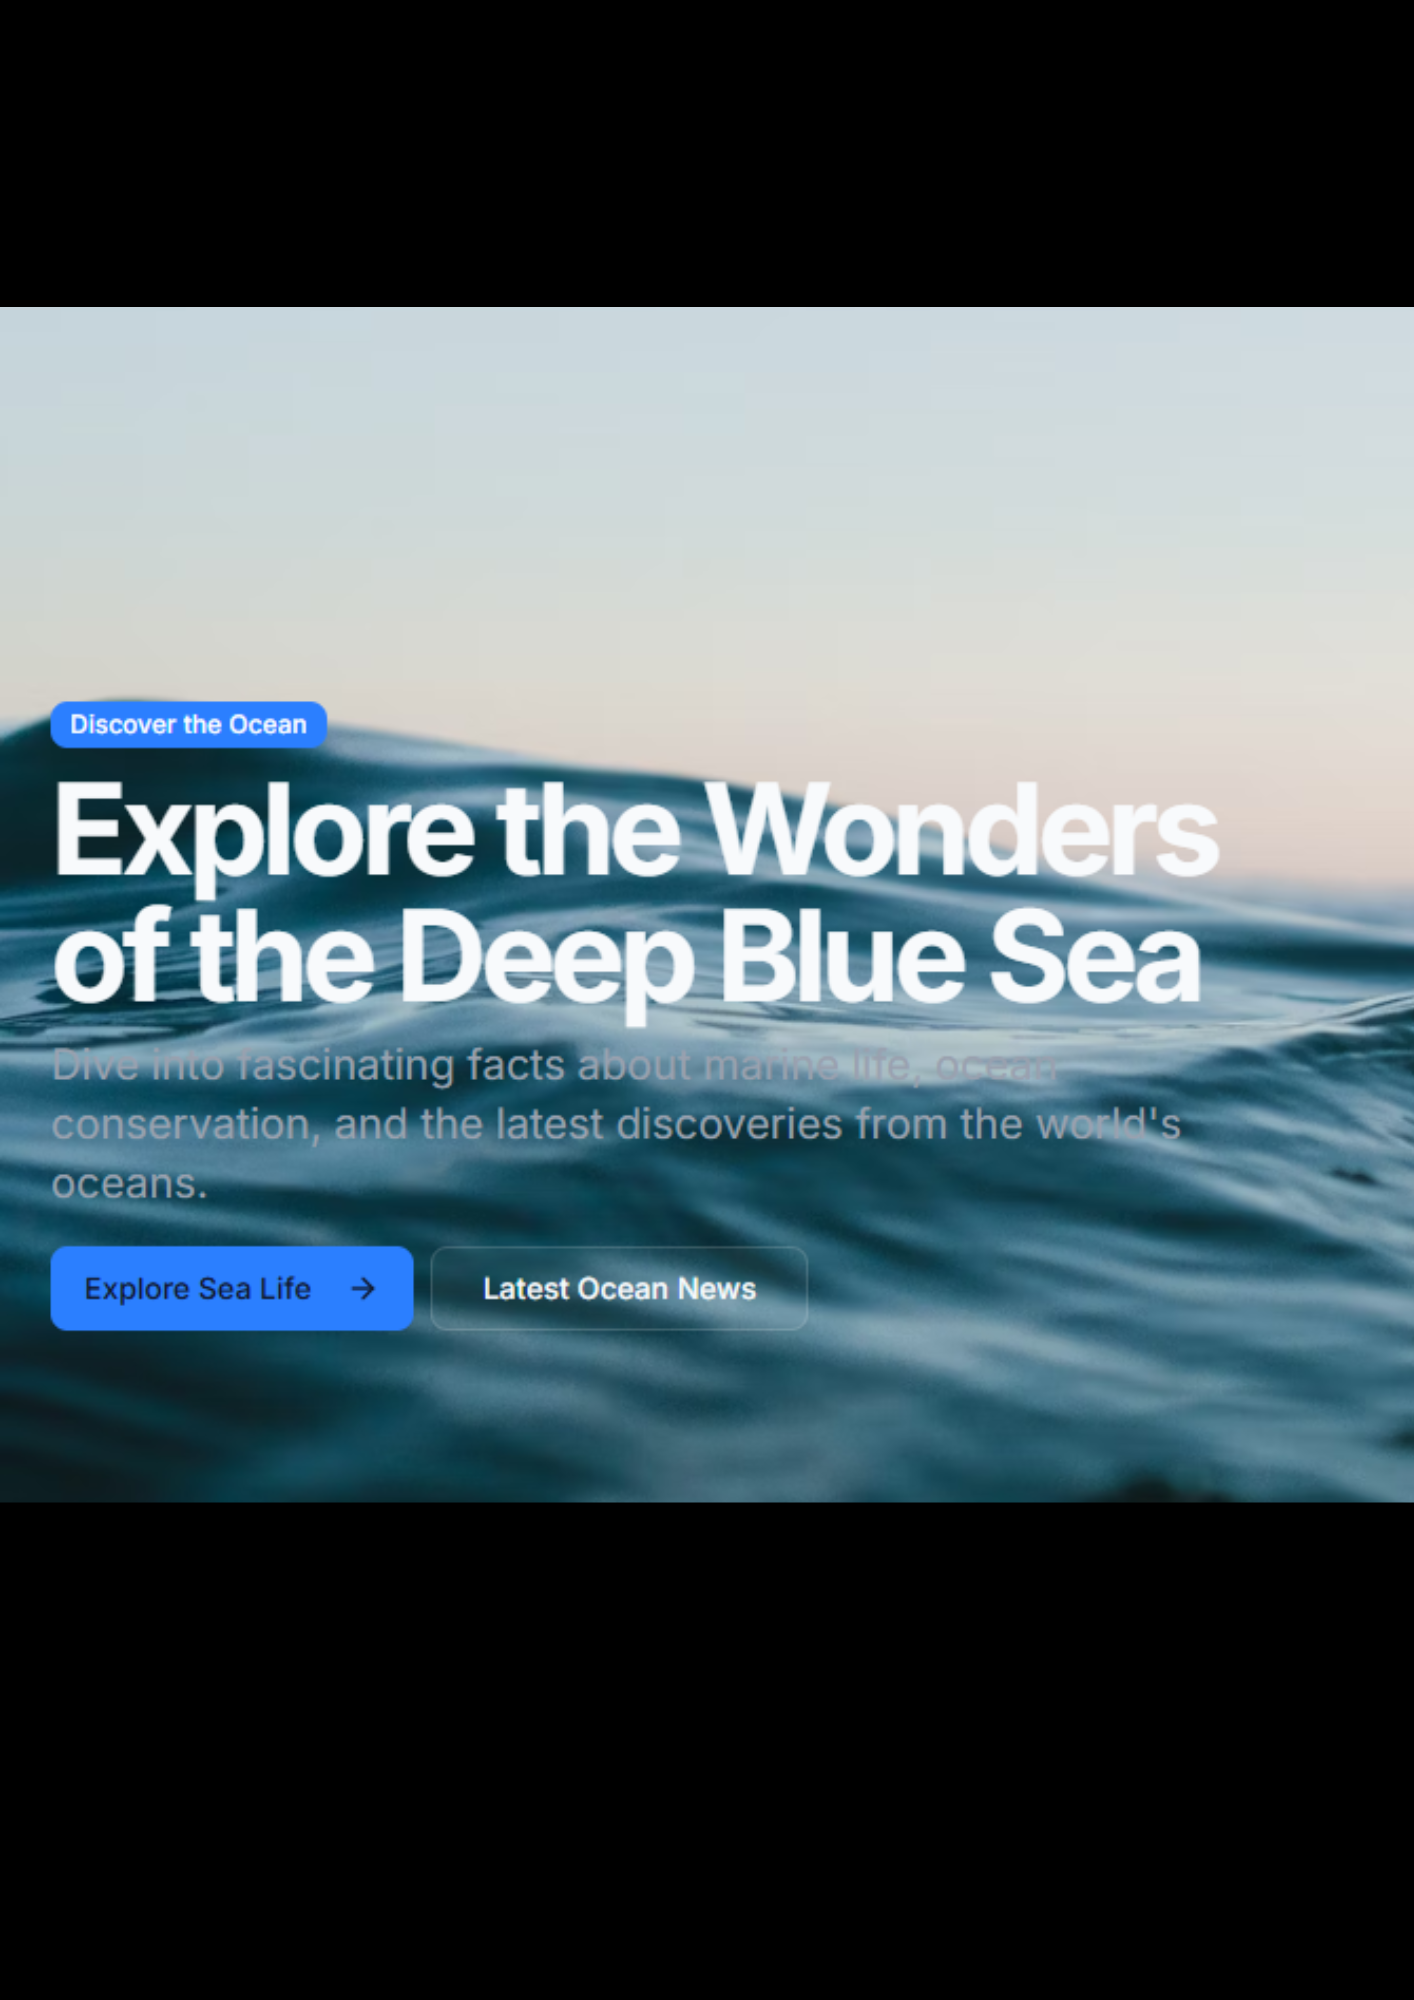 Discover the Ocean
Explore the Wonders
of the Deep Blue Sea
Dive into fascinating facts about marine life, ocean
conservation, and the latest discoveries from the world's
oceans.
Explore Sea Life →
Latest Ocean News